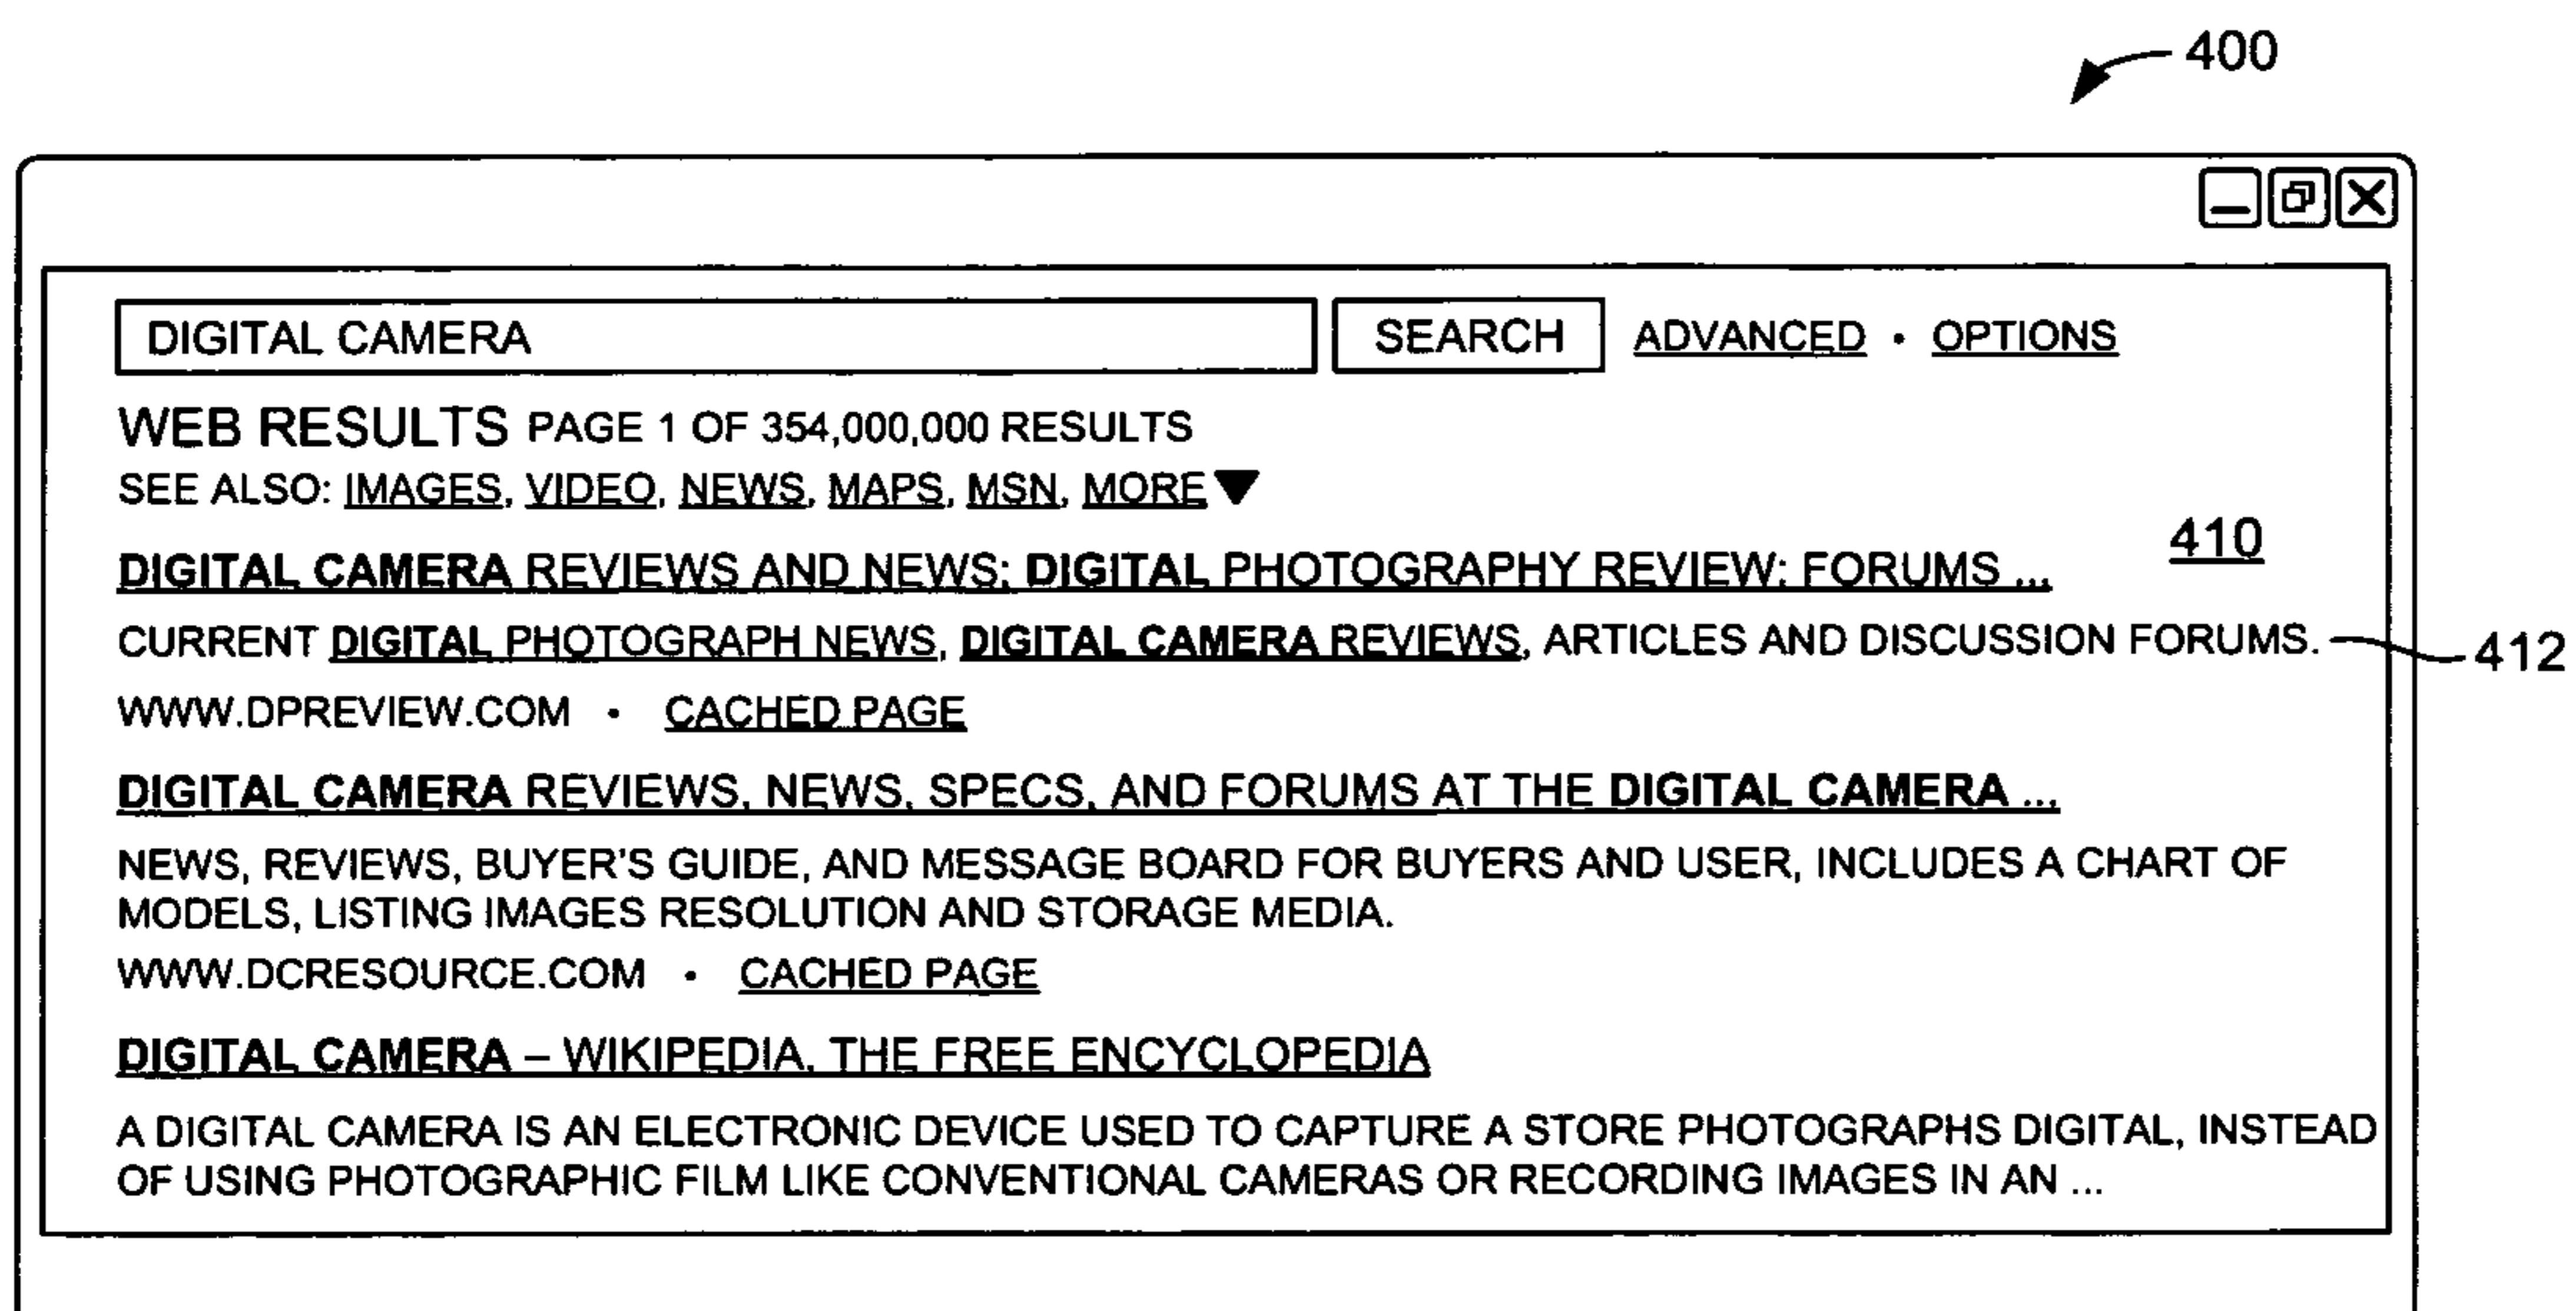 400
DIGITAL CAMERA SEARCH ADVANCED • OPTIONS
WEB RESULTS PAGE 1 OF 354,000,000 RESULTS
SEE ALSO: IMAGES, VIDEO, NEWS, MAPS, MSN, MORE
410
DIGITAL CAMERA REVIEWS AND NEWS: DIGITAL PHOTOGRAPHY REVIEW: FORUMS ...
CURRENT DIGITAL PHOTOGRAPH NEWS, DIGITAL CAMERA REVIEWS, ARTICLES AND DISCUSSION FORUMS. 412
WWW.DPREVIEW.COM • CACHED PAGE
DIGITAL CAMERA REVIEWS, NEWS, SPECS, AND FORUMS AT THE DIGITAL CAMERA ...
NEWS, REVIEWS, BUYER'S GUIDE, AND MESSAGE BOARD FOR BUYERS AND USER, INCLUDES A CHART OF
MODELS, LISTING IMAGES RESOLUTION AND STORAGE MEDIA.
WWW.DCRESOURCE.COM • CACHED PAGE
DIGITAL CAMERA – WIKIPEDIA, THE FREE ENCYCLOPEDIA
A DIGITAL CAMERA IS AN ELECTRONIC DEVICE USED TO CAPTURE A STORE PHOTOGRAPHS DIGITAL, INSTEAD
OF USING PHOTOGRAPHIC FILM LIKE CONVENTIONAL CAMERAS OR RECORDING IMAGES IN AN ...